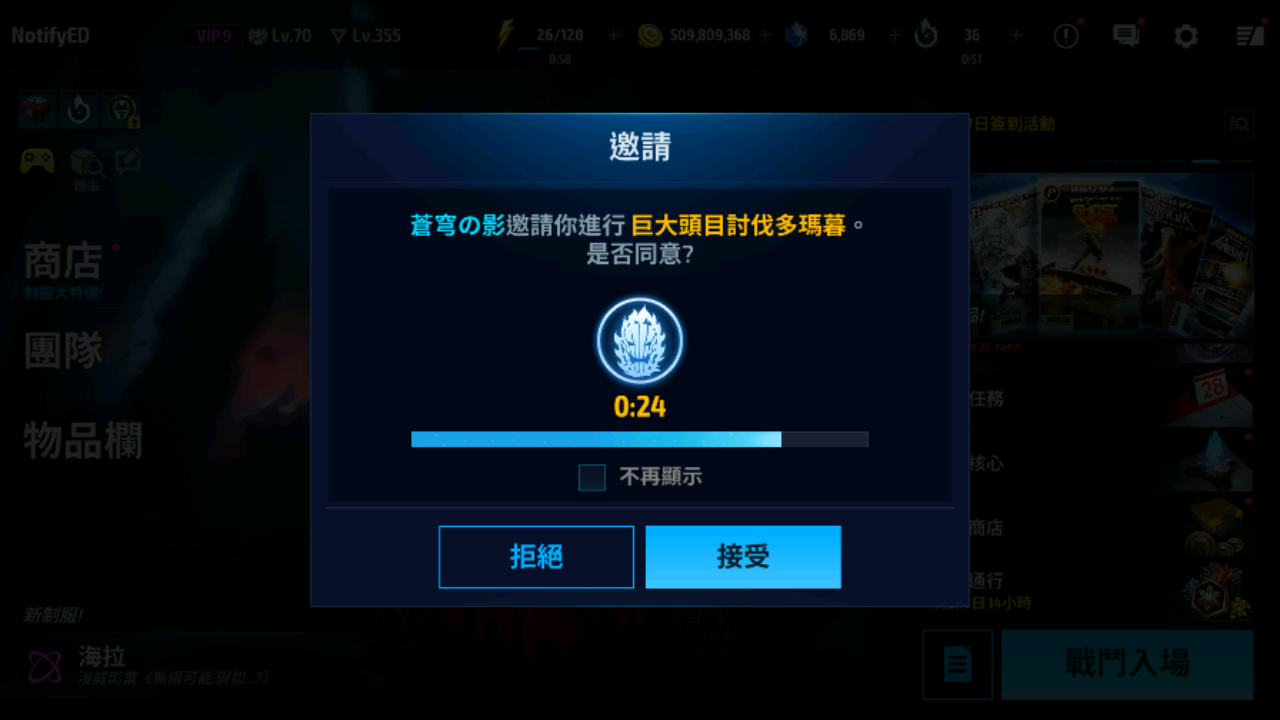 NotifyED
VIP 9
Lv.70
Lv.355
26/120
0:58
509,809,368
6,869
36
0:51
日簽到活動
機率
邀請
蒼穹の影邀請你進行 巨大頭目討伐多瑪暮。
是否同意?
0:24
不再顯示
拒絕
接受
商店
制服大特價!
團隊
物品欄
任務
28
核心
商店
通行
日 14小時
新制服!
海拉
漫威影業《無限可能:假如...?》
戰鬥入場